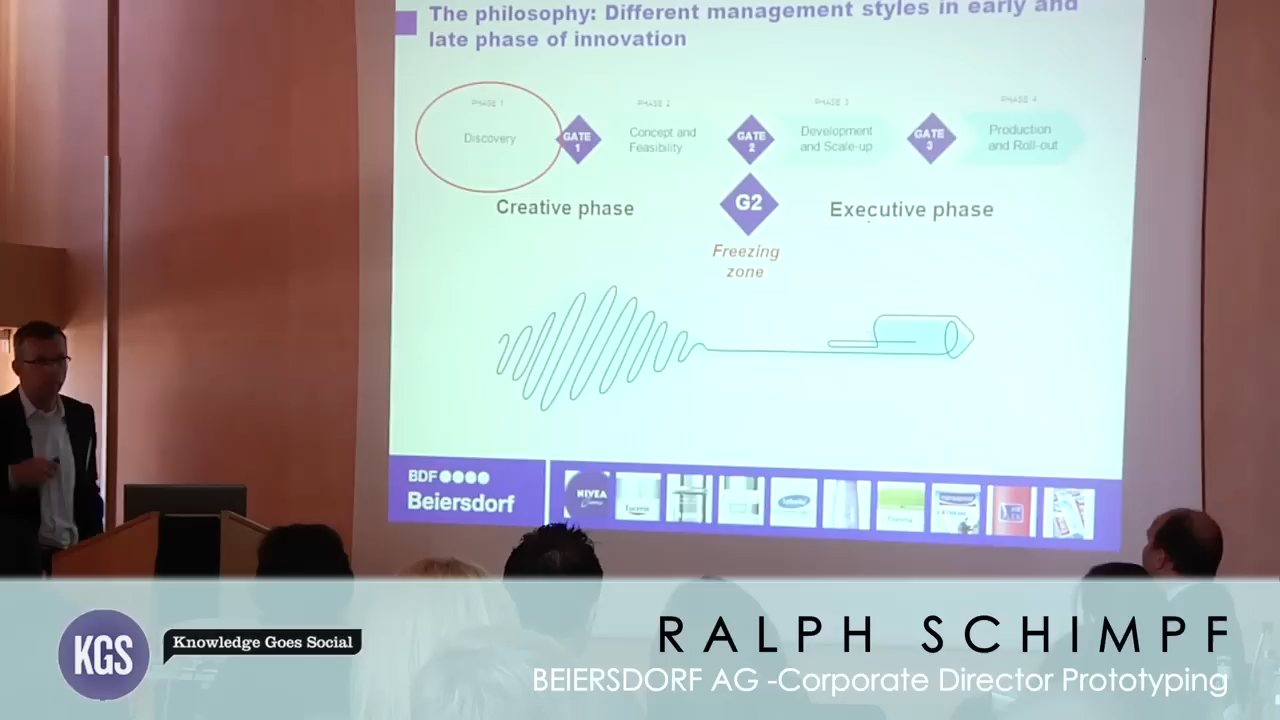 The philosophy: Different management styles in early and
late phase of innovation
PHASE 1
Discovery
GATE
1
PHASE 2
Concept and
Feasibility
GATE
2
PHASE 3
Development
and Scale-up
GATE
3
PHASE 4
Production
and Roll-out
Creative phase
G2
Executive phase
Freezing
zone
BDF
Beiersdorf
NIVEA
KGS
Knowledge Goes Social
RALPH SCHIMPF
BEIERSDORF AG -Corporate Director Prototyping